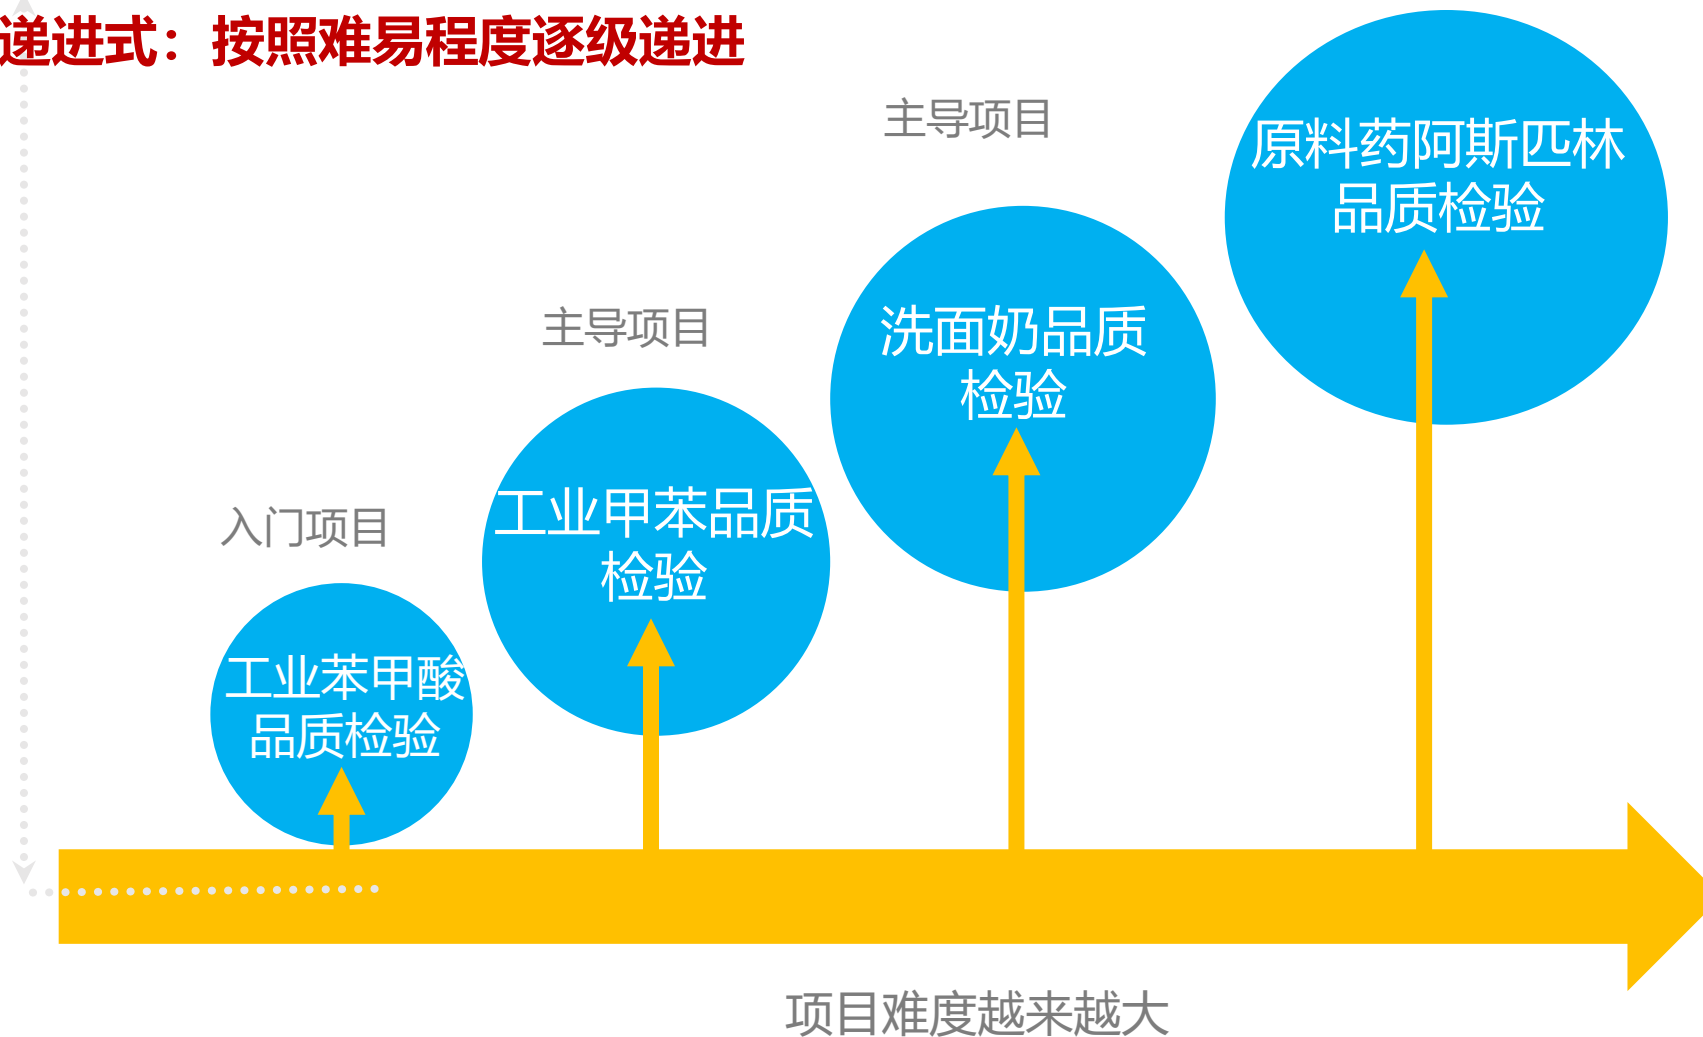 递进式：按照难易程度逐级递进
主导项目
原料药阿斯匹林
品质检验
主导项目
洗面奶品质
检验
入门项目
工业甲苯品质
检验
工业苯甲酸
品质检验
项目难度越来越大